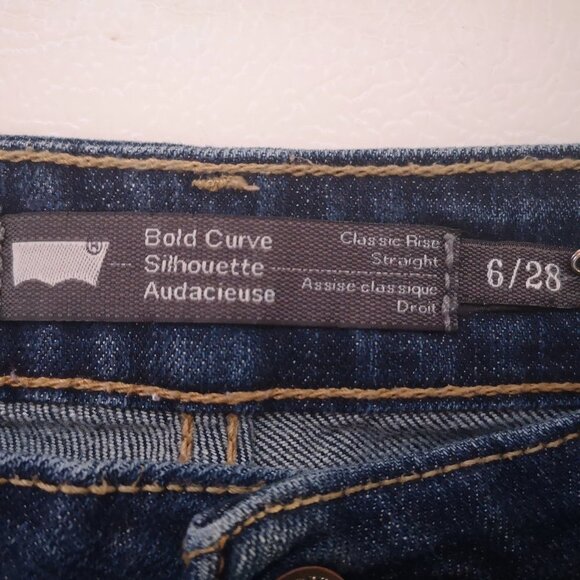 Bold Curve
Silhouette
Audacieuse
Classic Rise
Straight
Assise classique
Droit
6/28
®